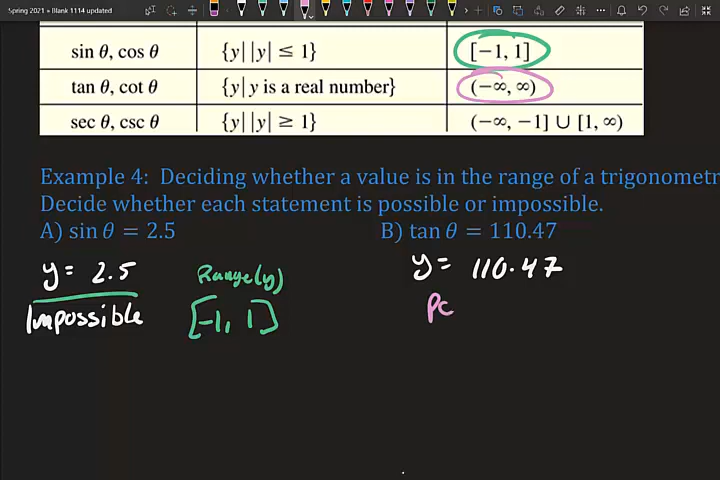 Spring 2021 • Blank 1114 updated
sin θ, cos θ {y| |y| ≤ 1} [−1, 1]
tan θ, cot θ {y| y is a real number} (−∞, ∞)
sec θ, csc θ {y| |y| ≥ 1} (−∞, −1] ∪ [1, ∞)
Example 4: Deciding whether a value is in the range of a trigonometr
Decide whether each statement is possible or impossible.
A) sin θ = 2.5 B) tan θ = 110.47
y = 2.5 Range(y) y = 110.47
Impossible [-1, 1] Po